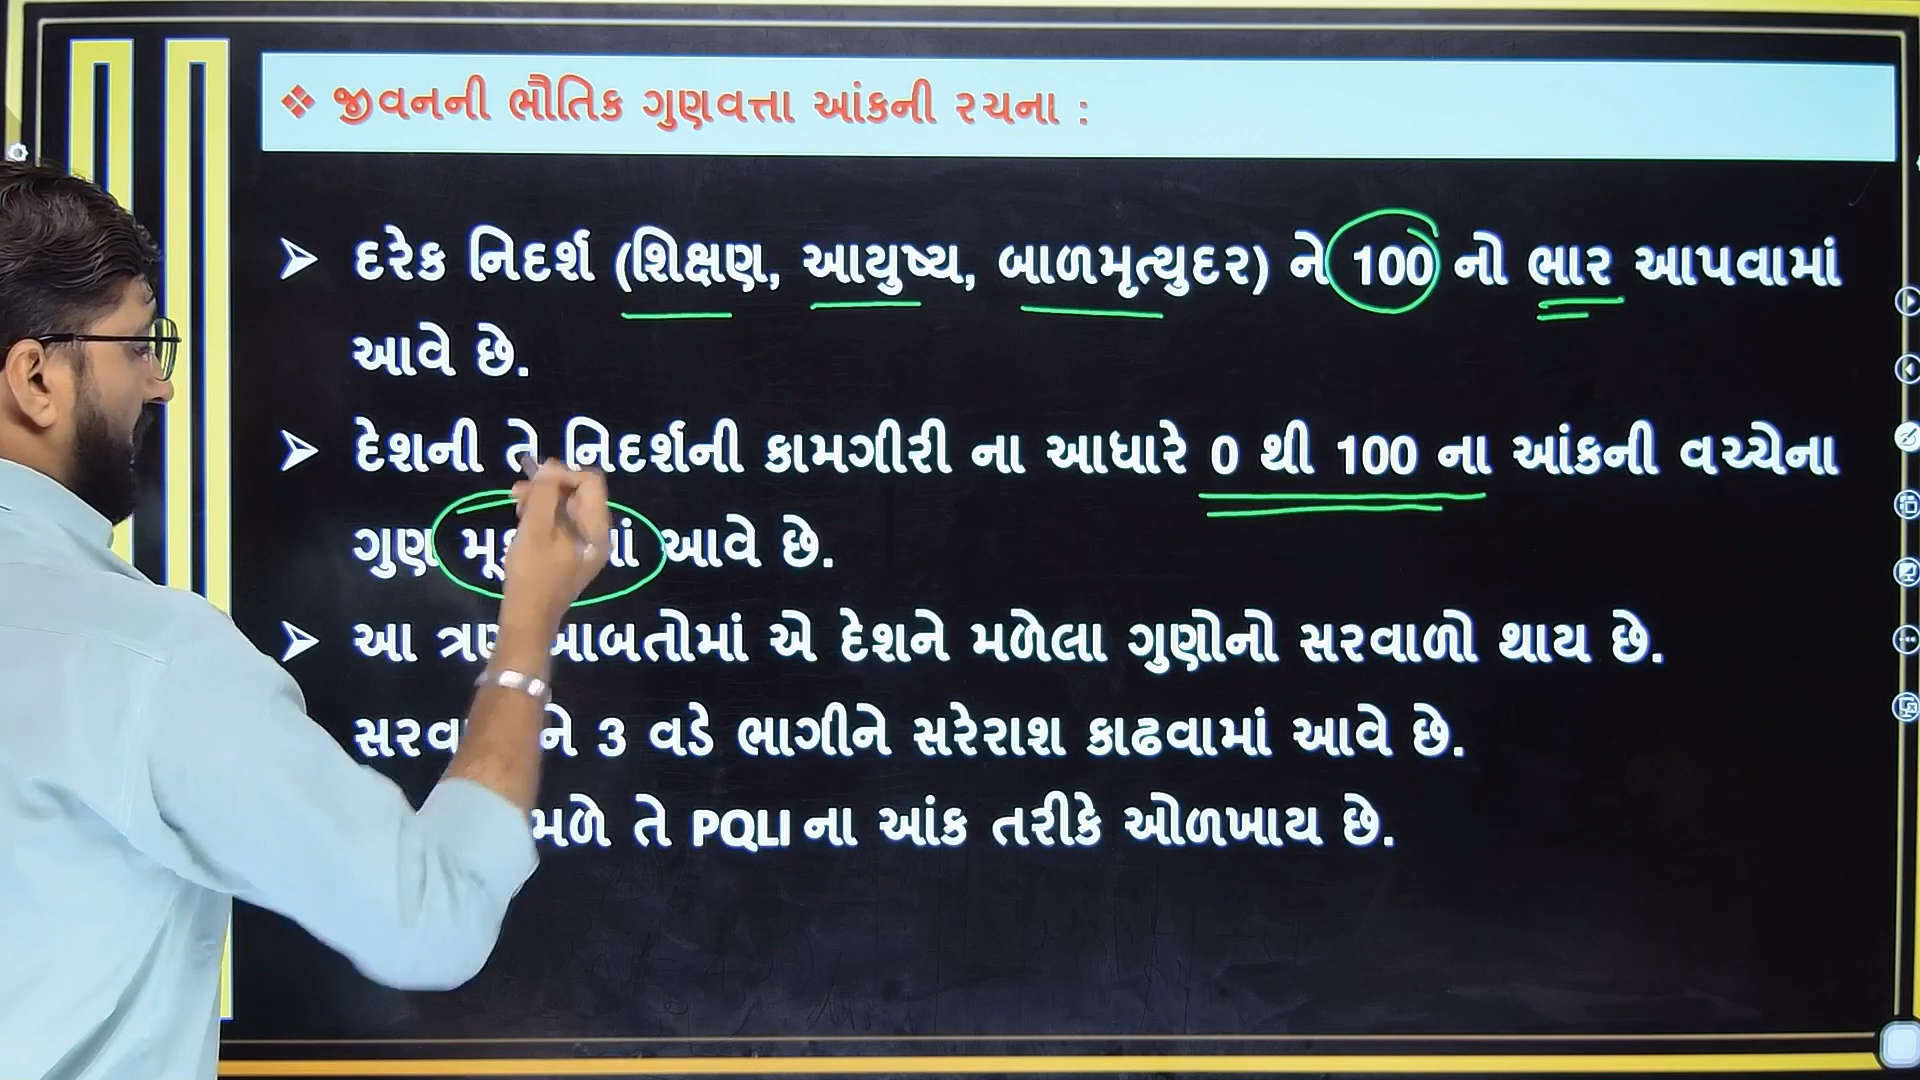 ❖ જીવનની ભૌતિક ગુણવત્તા આંકની રચના :
➤ દરેક નિદર્શ (શિક્ષણ, આયુષ્ય, બાળમૃત્યુદર) ને 100 નો ભાર આપવામાં
આવે છે.
➤ દેશની તે નિદર્શની કામગીરી ના આધારે 0 થી 100 ના આંકની વચ્ચેના
ગુણ આવે છે.
➤ આ બાબતોમાં એ દેશને મળેલા ગુણોનો સરવાળો થાય છે.
3 વડે ભાગીને સરેરાશ કાઢવામાં આવે છે.
મળે તે PQLI ના આંક તરીકે ઓળખાય છે.